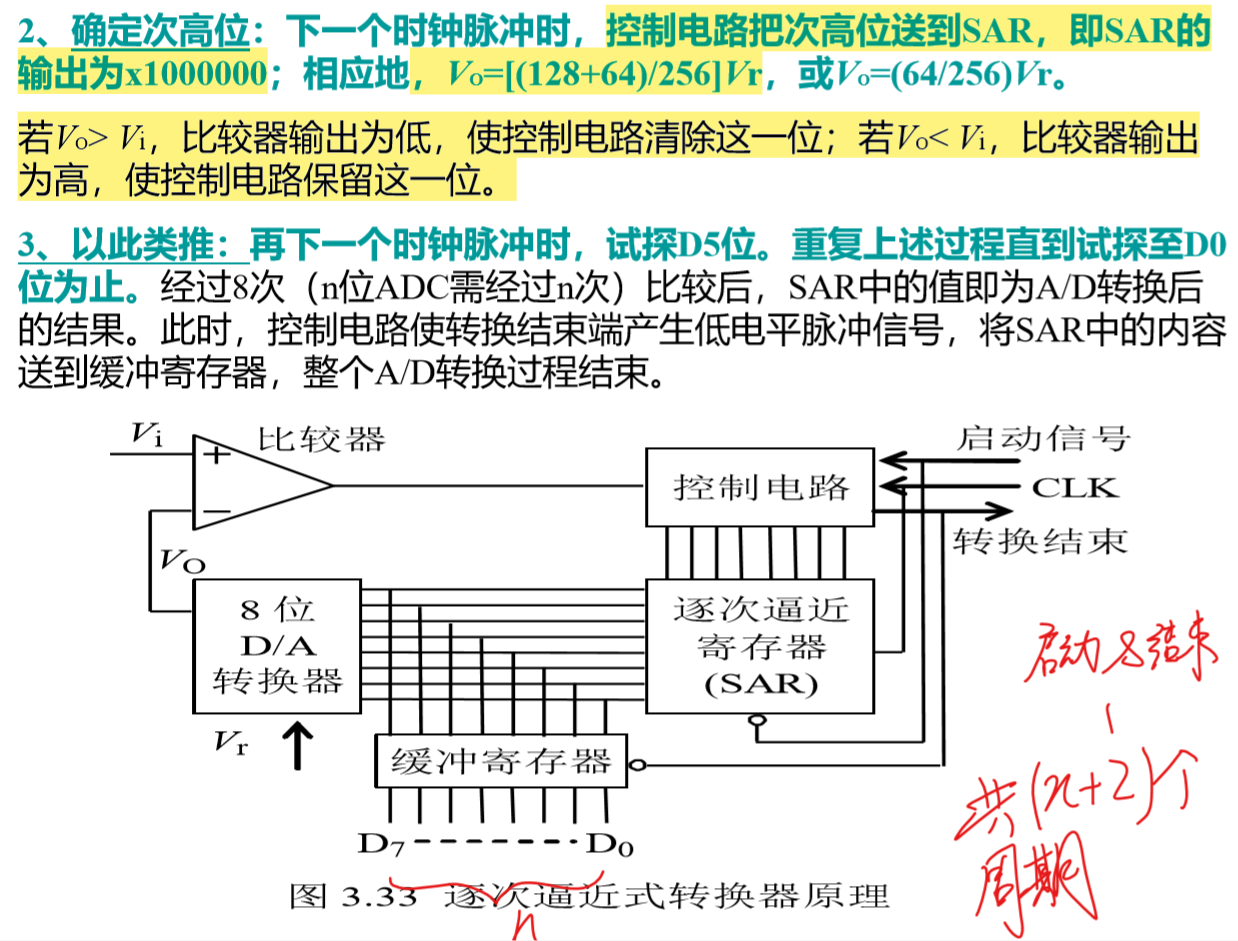 2、确定次高位：下一个时钟脉冲时，控制电路把次高位送到SAR，即SAR的
输出为x1000000；相应地，Vo=[(128+64)/256]Vr，或Vo=(64/256)Vr。
若Vo> Vi，比较器输出为低，使控制电路清除这一位；若Vo< Vi，比较器输出
为高，使控制电路保留这一位。
3、以此类推：再下一个时钟脉冲时，试探D5位。重复上述过程直到试探至D0
位为止。经过8次（n位ADC需经过n次）比较后，SAR中的值即为A/D转换后
的结果。此时，控制电路使转换结束端产生低电平脉冲信号，将SAR中的内容
送到缓冲寄存器，整个A/D转换过程结束。
Vi
比较器
+
−
启动信号
控制电路
CLK
转换结束
VO
8 位
D/A
转换器
逐次逼近
寄存器
(SAR)
启动&结束
Vr
缓冲寄存器
共(n+2)个
周期
D7
D0
图 3.33 逐次逼近式转换器原理
n